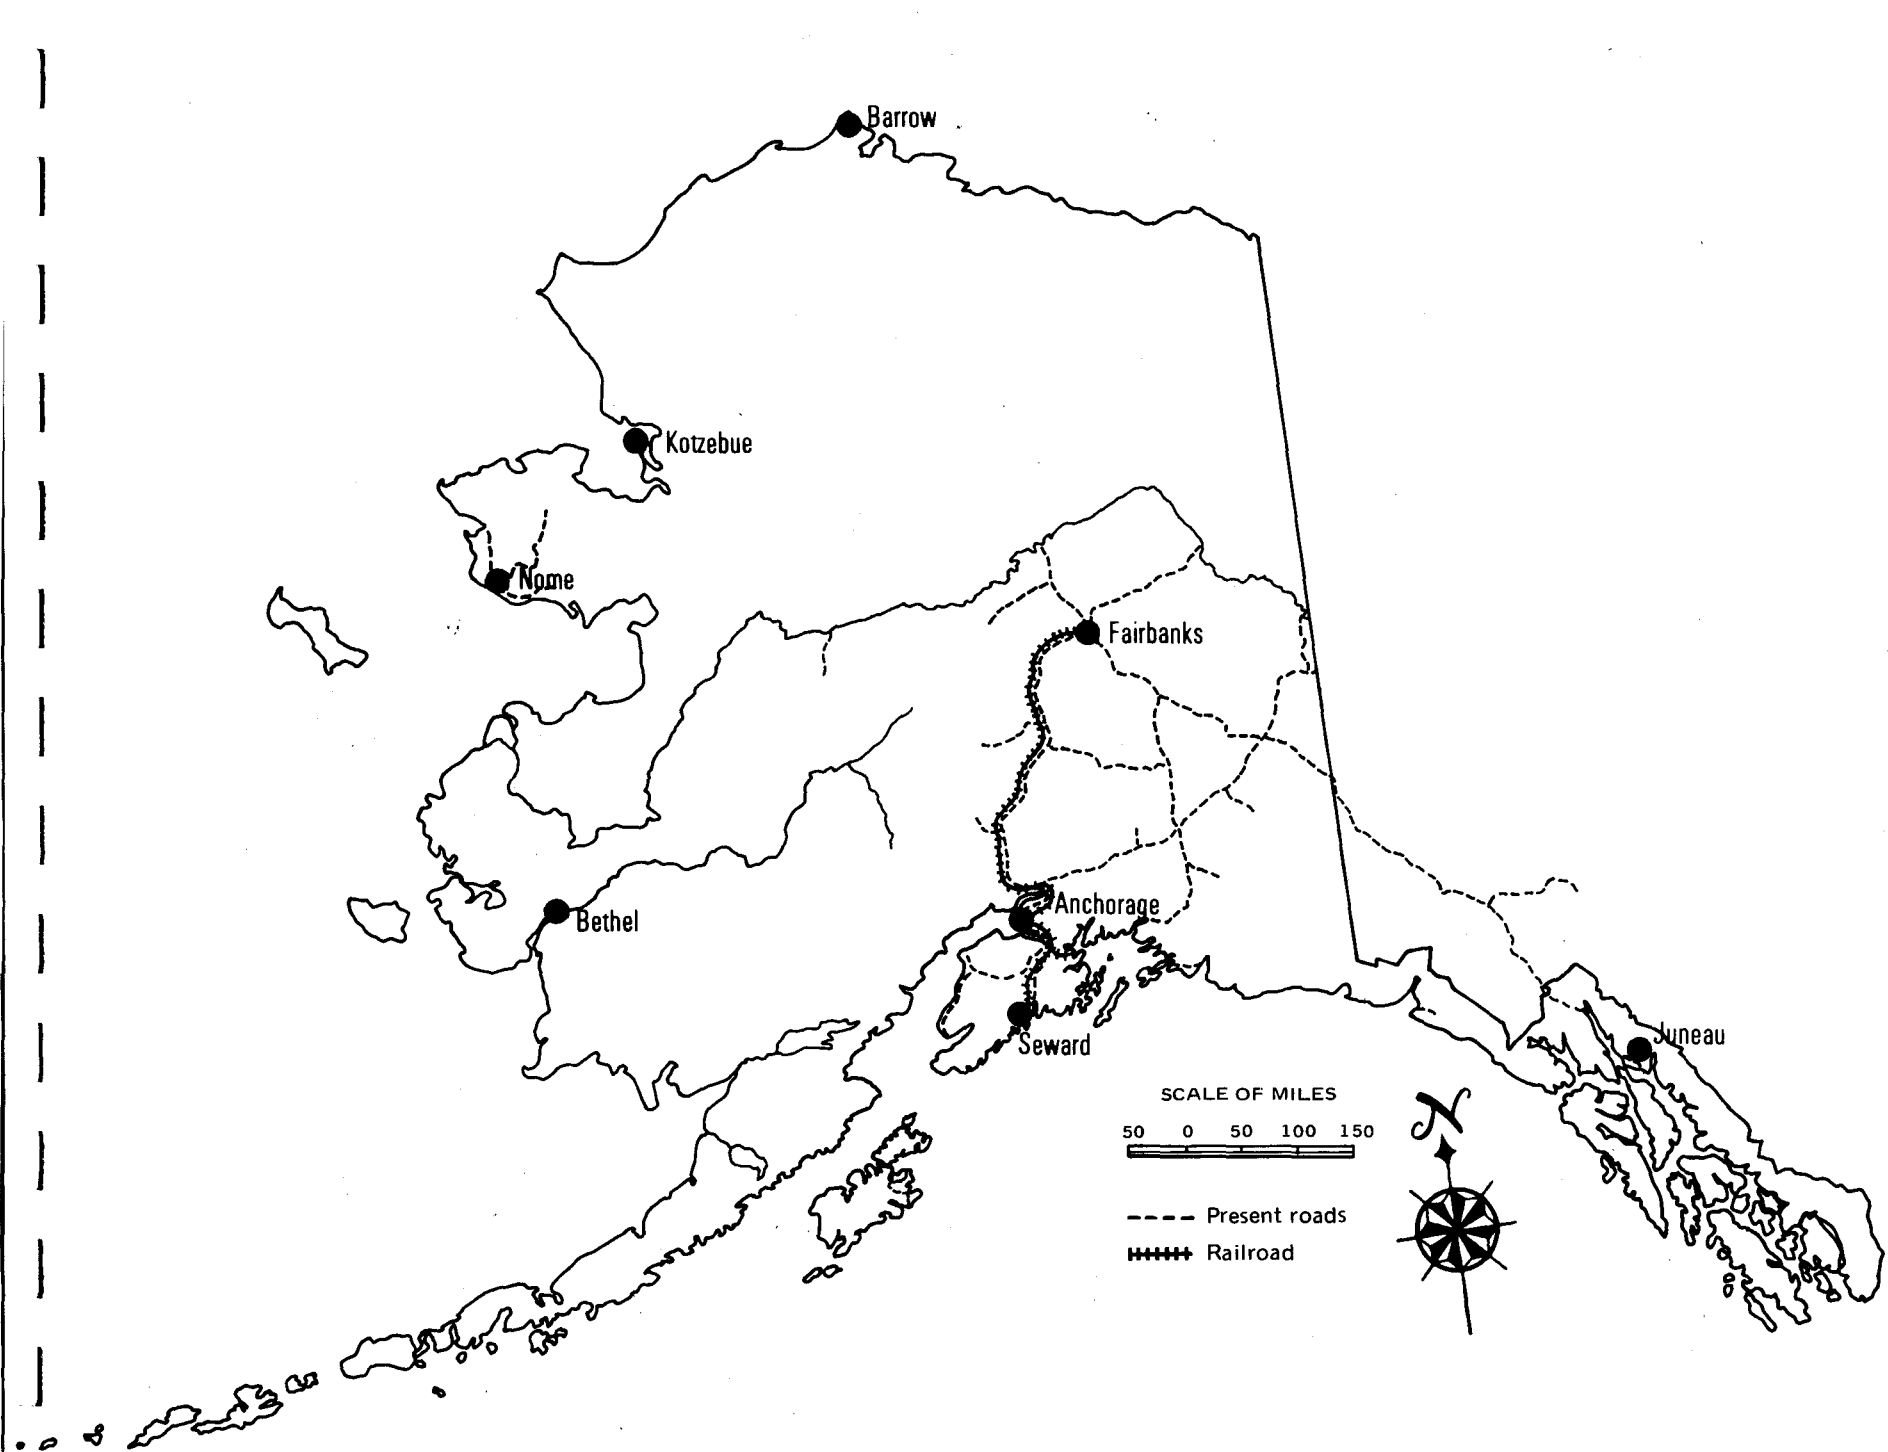 Barrow
Kotzebue
Nome
Fairbanks
Anchorage
Bethel
Seward
Juneau
SCALE OF MILES
50 0 50 100 150
N
Present roads
Railroad